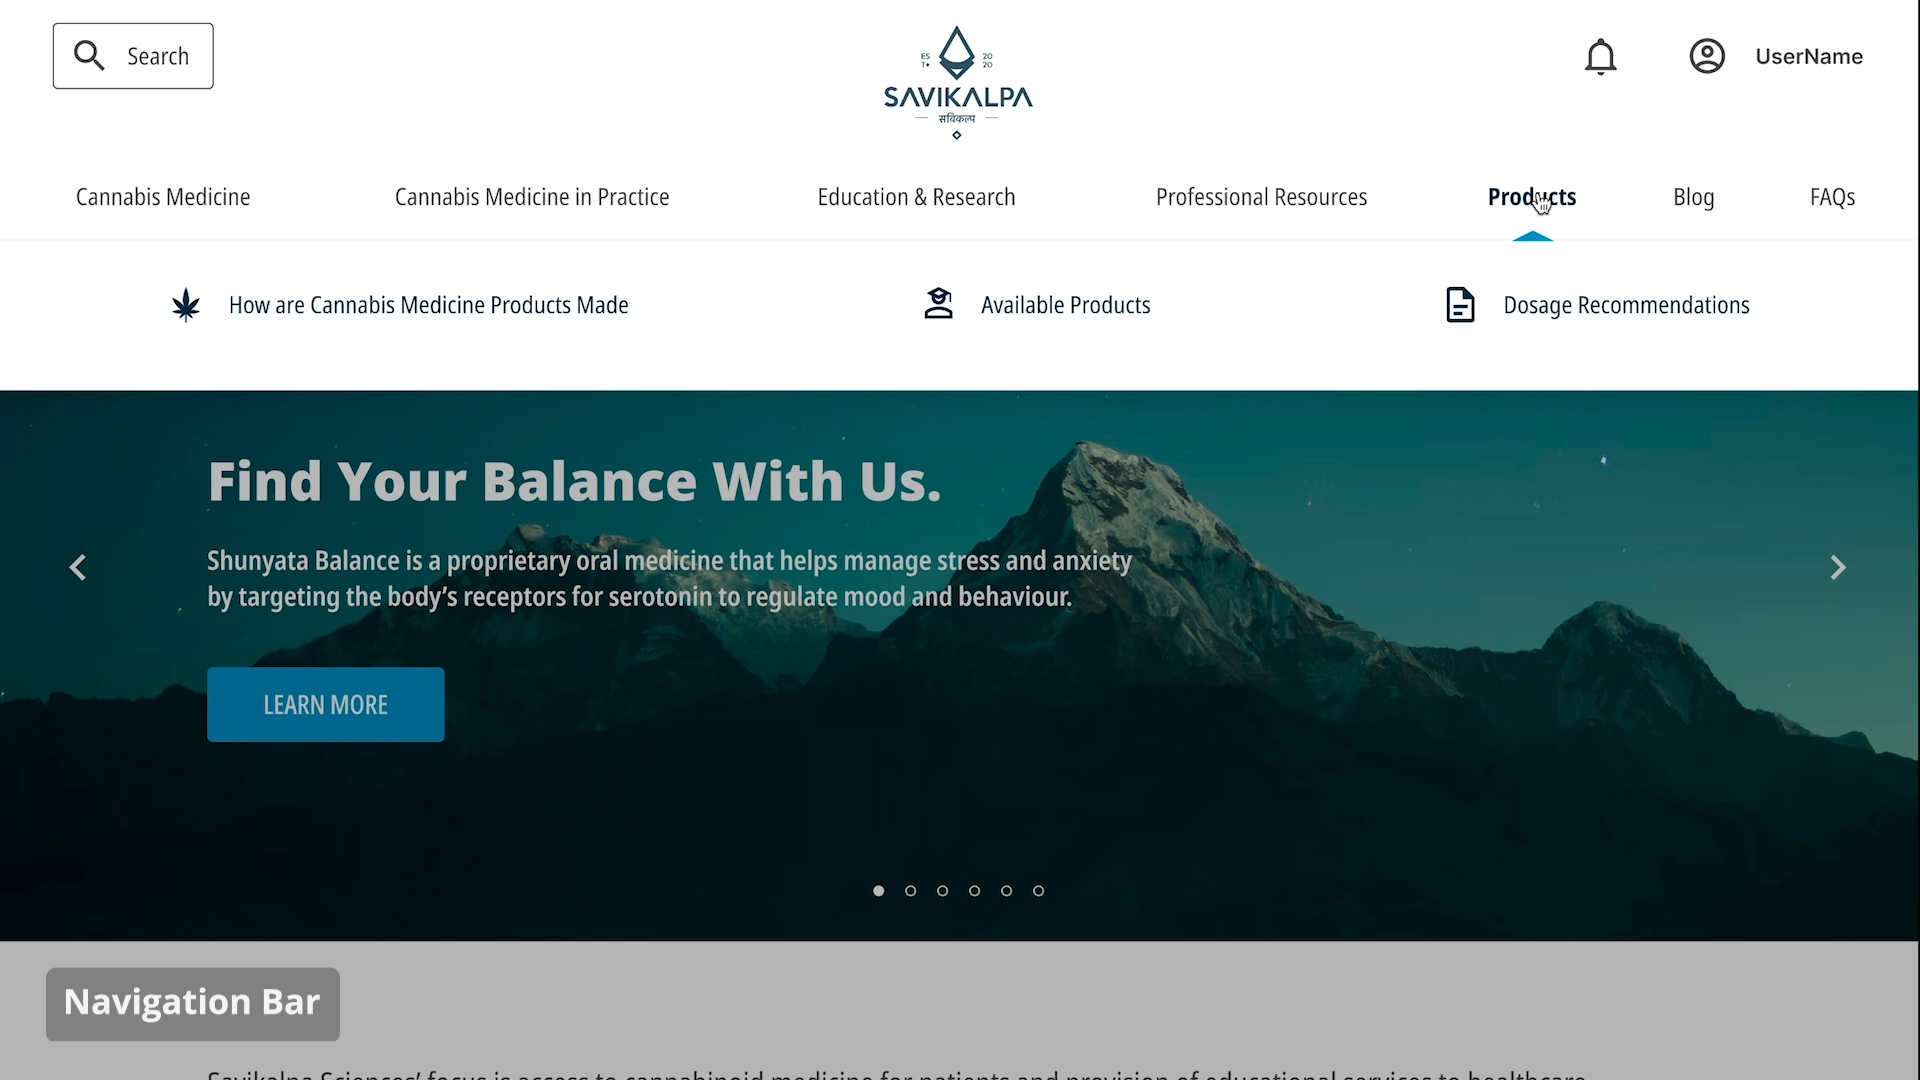 Search
ES 20
T♦ 20
SAVIKALPA
सविकल्प
UserName
Cannabis Medicine
Cannabis Medicine in Practice
Education & Research
Professional Resources
Products
Blog
FAQs
How are Cannabis Medicine Products Made
Available Products
Dosage Recommendations
Find Your Balance With Us.
Shunyata Balance is a proprietary oral medicine that helps manage stress and anxiety
by targeting the body’s receptors for serotonin to regulate mood and behaviour.
LEARN MORE
Navigation Bar
Savikalpa Sciences’ focus is access to cannabinoid medicine for patients and provision of educational services to healthcare